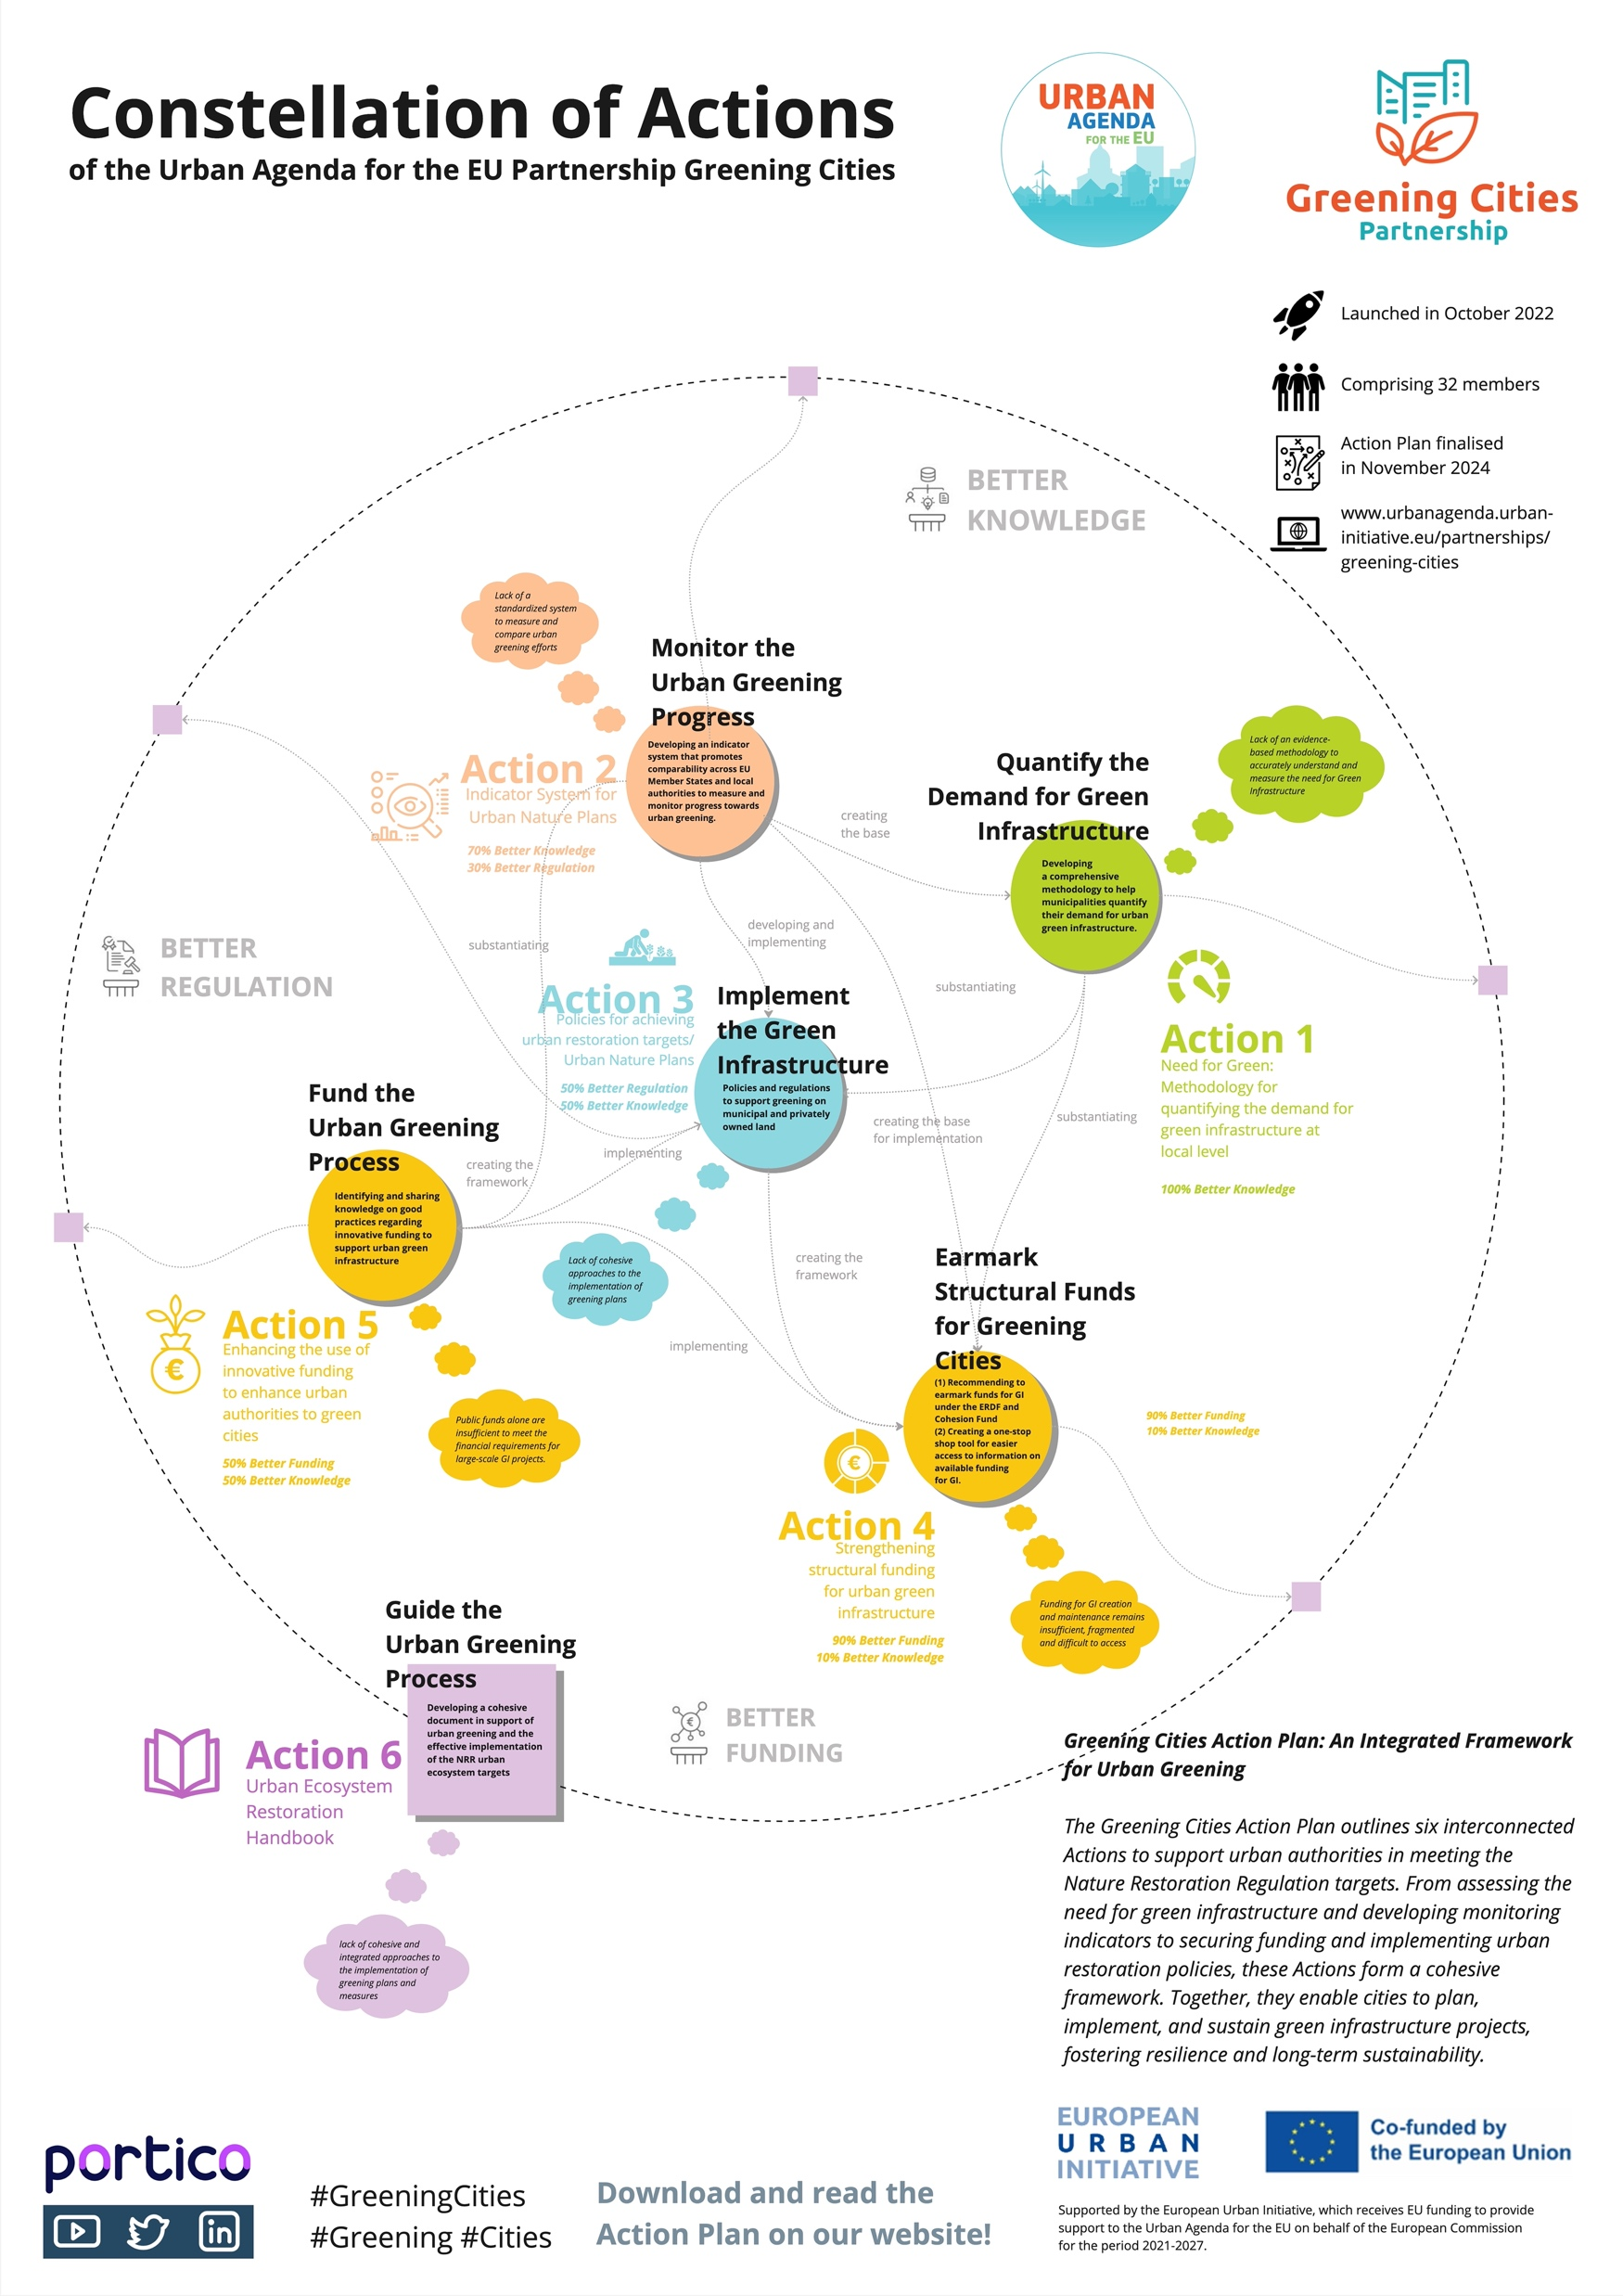 Constellation of Actions
of the Urban Agenda for the EU Partnership Greening Cities
URBAN
AGENDA
FOR THE EU
Greening Cities
Partnership
Launched in October 2022
Comprising 32 members
Action Plan finalised
in November 2024
www.urbanagenda.urban-
initiative.eu/partnerships/
greening-cities
BETTER
KNOWLEDGE
Lack of a
standardized system
to measure and
compare urban
greening efforts
Monitor the
Urban Greening
Progress
Developing an indicator
system that promotes
comparability across EU
Member States and local
authorities to measure and
monitor progress towards
urban greening.
Action 2
Indicator System for
Urban Nature Plans
70% Better Knowledge
30% Better Regulation
creating
the base
Quantify the
Demand for Green
Infrastructure
Developing
a comprehensive
methodology to help
municipalities quantify
their demand for urban
green infrastructure.
Lack of an evidence-
based methodology to
accurately understand and
measure the need for Green
Infrastructure
BETTER
REGULATION
substantiating
developing and
implementing
substantiating
Action 3
Policies for achieving
urban restoration targets/
Urban Nature Plans
50% Better Regulation
50% Better Knowledge
Implement
the Green
Infrastructure
Policies and regulations
to support greening on
municipal and privately
owned land
Action 1
Need for Green:
Methodology for
quantifying the demand for
green infrastructure at
local level
100% Better Knowledge
creating the base
for implementation
substantiating
Fund the
Urban Greening
Process
Identifying and sharing
knowledge on good
practices regarding
innovative funding to
support urban green
infrastructure
creating the
framework
implementing
Lack of cohesive
approaches to the
implementation of
greening plans
creating the
framework
implementing
Action 5
Enhancing the use of
innovative funding
to enhance urban
authorities to green
cities
50% Better Funding
50% Better Knowledge
Public funds alone are
insufficient to meet the
financial requirements for
large-scale GI projects.
Earmark
Structural Funds
for Greening
Cities
(1) Recommending to
earmark funds for GI
under the ERDF and
Cohesion Fund
(2) Creating a one-stop
shop tool for easier
access to information on
available funding
for GI.
90% Better Funding
10% Better Knowledge
Action 4
Strengthening
structural funding
for urban green
infrastructure
90% Better Funding
10% Better Knowledge
Funding for GI creation
and maintenance remains
insufficient, fragmented
and difficult to access
Guide the
Urban Greening
Process
Developing a cohesive
document in support of
urban greening and the
effective implementation
of the NRR urban
ecosystem targets
Action 6
Urban Ecosystem
Restoration
Handbook
lack of cohesive and
integrated approaches to
the implementation of
greening plans and
measures
BETTER
FUNDING
Greening Cities Action Plan: An Integrated Framework
for Urban Greening
The Greening Cities Action Plan outlines six interconnected
Actions to support urban authorities in meeting the
Nature Restoration Regulation targets. From assessing the
need for green infrastructure and developing monitoring
indicators to securing funding and implementing urban
restoration policies, these Actions form a cohesive
framework. Together, they enable cities to plan,
implement, and sustain green infrastructure projects,
fostering resilience and long-term sustainability.
portico
in
#GreeningCities
#Greening #Cities
Download and read the
Action Plan on our website!
EUROPEAN
URBAN
INITIATIVE
Co-funded by
the European Union
Supported by the European Urban Initiative, which receives EU funding to provide
support to the Urban Agenda for the EU on behalf of the European Commission
for the period 2021-2027.